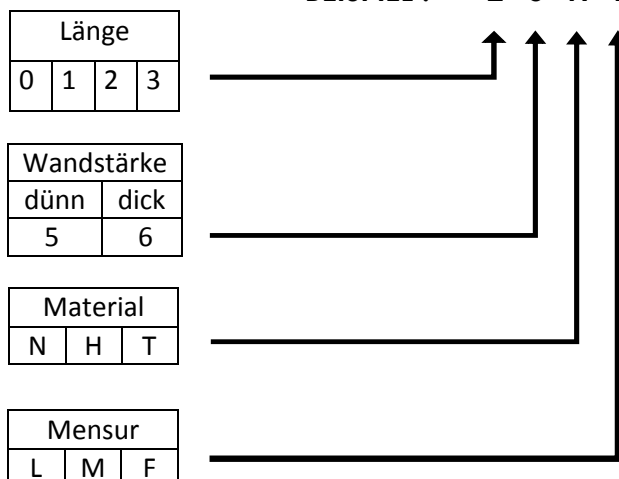 Länge
0 1 2 3
Wandstärke
dünn dick
5 6
Material
N H T
Mensur
L M F